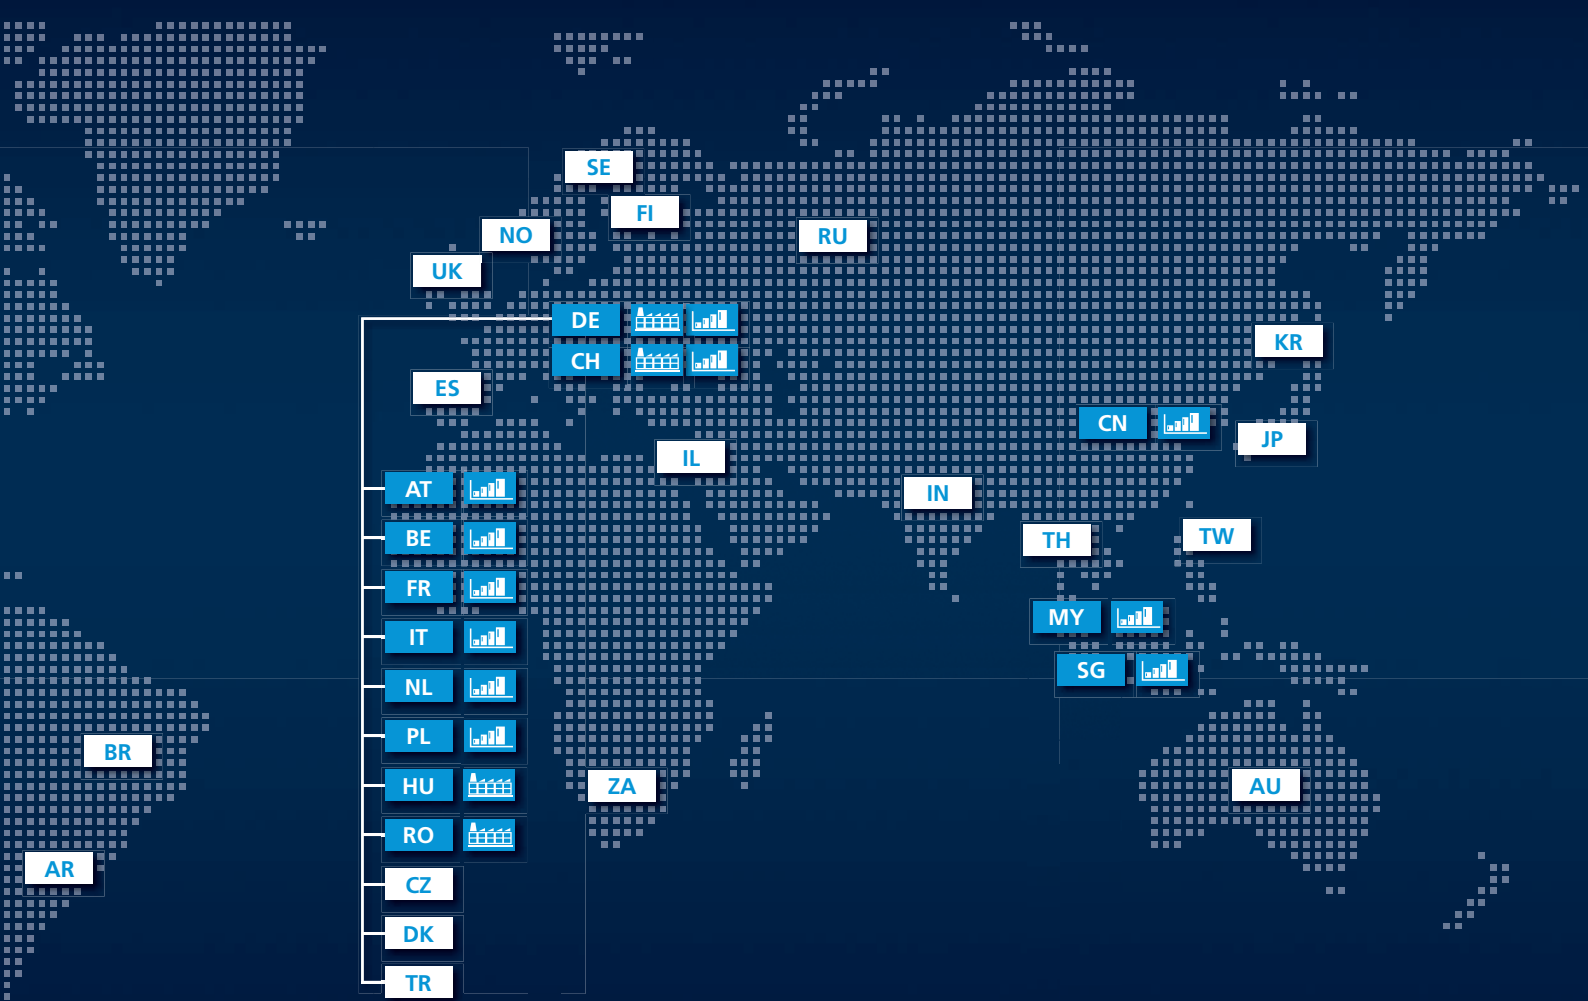 SE
FI
NO
RU
UK
DE
CH
KR
ES
CN
JP
IL
AT
IN
BE
TH
TW
FR
MY
IT
SG
NL
PL
BR
HU
ZA
AU
RO
AR
CZ
DK
TR